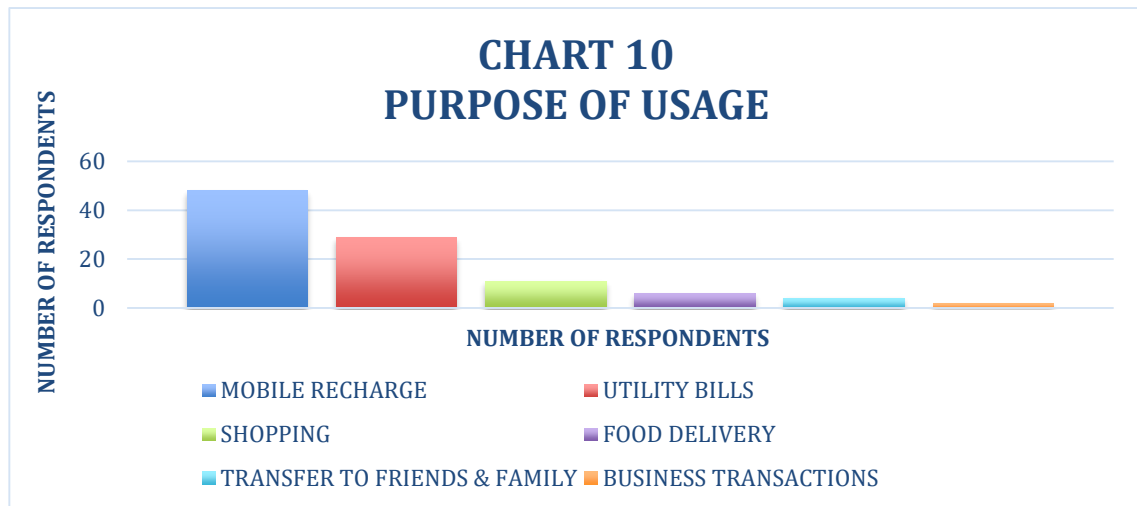 CHART 10
PURPOSE OF USAGE
NUMBER OF RESPONDENTS
60
40
20
0
NUMBER OF RESPONDENTS
MOBILE RECHARGE
UTILITY BILLS
SHOPPING
FOOD DELIVERY
TRANSFER TO FRIENDS & FAMILY
BUSINESS TRANSACTIONS